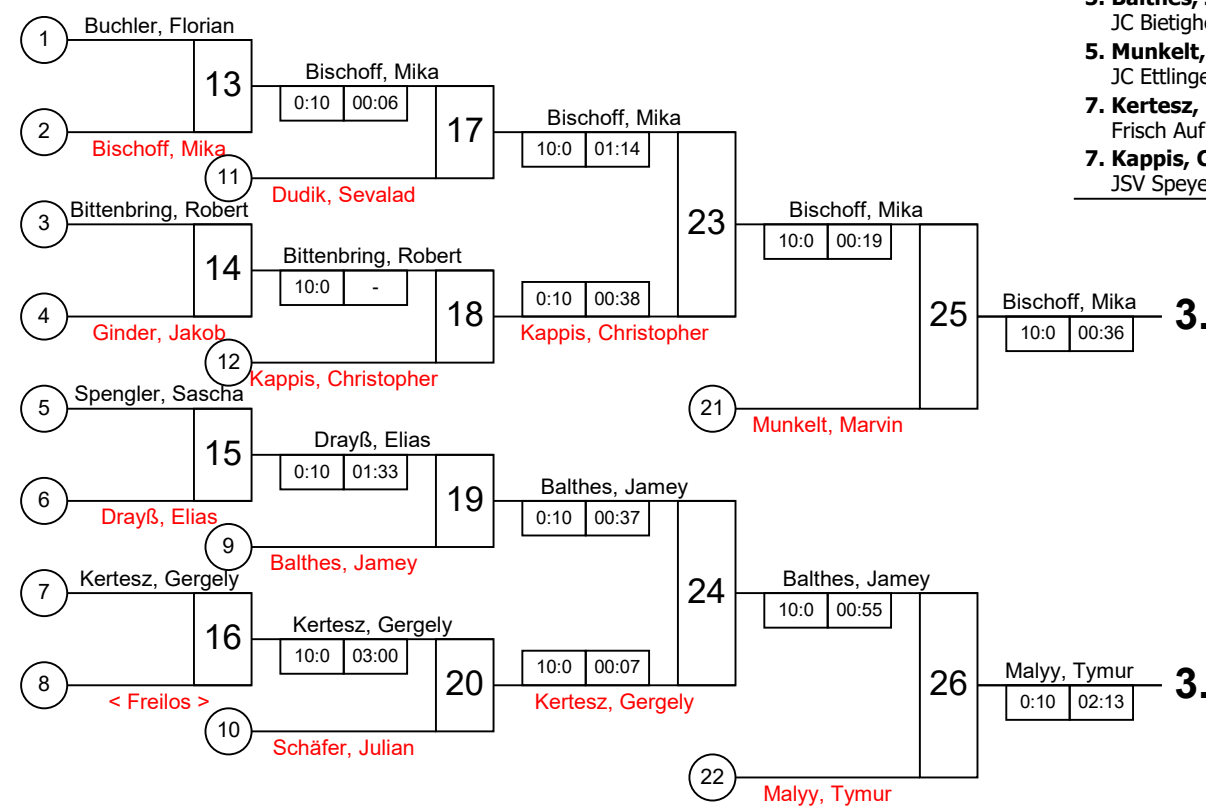 3. Balthes,
JC Bietigh
5. Munkelt,
JC Ettlinge
7. Kertesz,
Frisch Auf
7. Kappis,
JSV Speye
1
Buchler, Florian
13
2
Bischoff, Mika
Bischoff, Mika
0:10 00:06
17
11
Dudik, Sevalad
Bischoff, Mika
10:0 01:14
3
Bittenbring, Robert
14
4
Ginder, Jakob
Bittenbring, Robert
10:0 -
18
12
Kappis, Christopher
0:10 00:38
Kappis, Christopher
23
Bischoff, Mika
10:0 00:19
25
21
Munkelt, Marvin
Bischoff, Mika
10:0 00:36
3.
5
Spengler, Sascha
15
6
Drayß, Elias
Drayß, Elias
0:10 01:33
19
9
Balthes, Jamey
Balthes, Jamey
0:10 00:37
7
Kertesz, Gergely
16
8
< Freilos >
Kertesz, Gergely
10:0 03:00
20
10
Schäfer, Julian
10:0 00:07
Kertesz, Gergely
24
Balthes, Jamey
10:0 00:55
26
22
Malyy, Tymur
Malyy, Tymur
0:10 02:13
3.